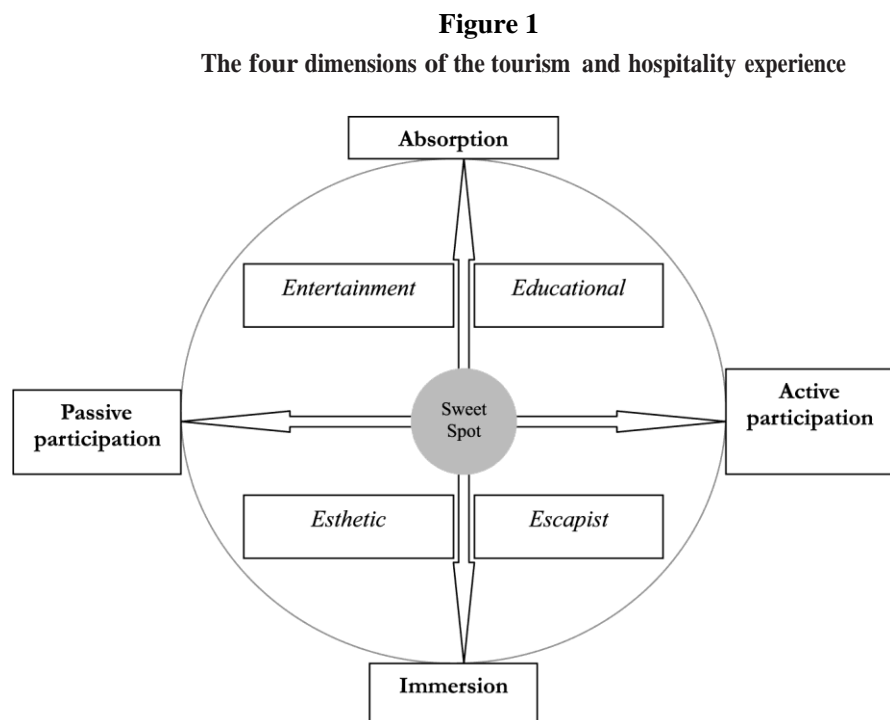 Figure 1
The four dimensions of the tourism and hospitality experience
Absorption
Entertainment
Educational
Passive
participation
Sweet
Spot
Active
participation
Esthetic
Escapist
Immersion